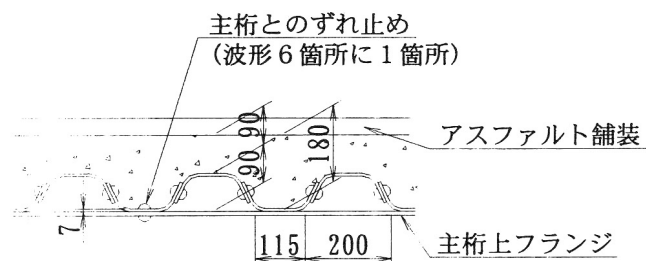 主桁とのずれ止め
(波形6箇所に1箇所)
90
90
180
アスファルト舗装
7
115
200
主桁上フランジ